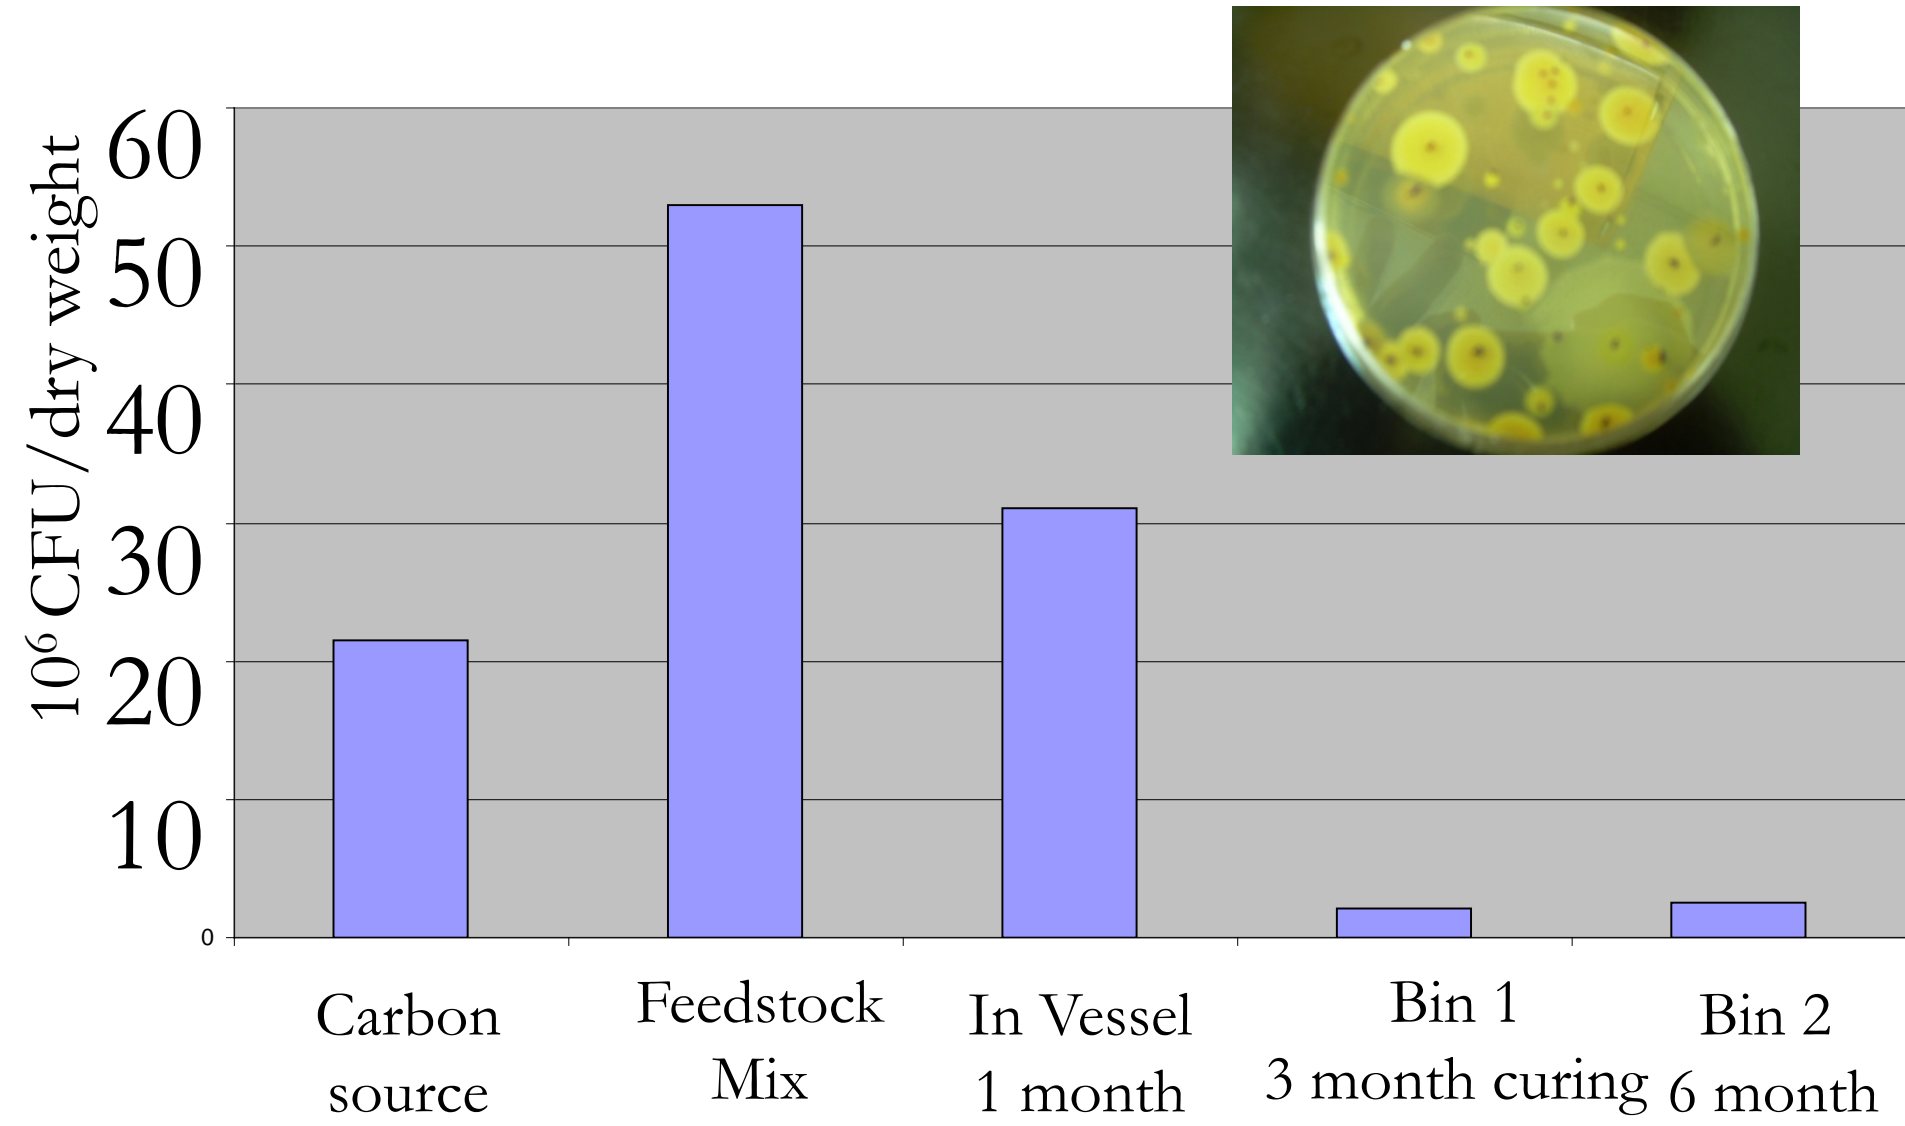 10⁶ CFU/dry weight
60
50
40
30
20
10
0
Carbon
source
Feedstock
Mix
In Vessel
1 month
Bin 1
3 month curing
Bin 2
6 month